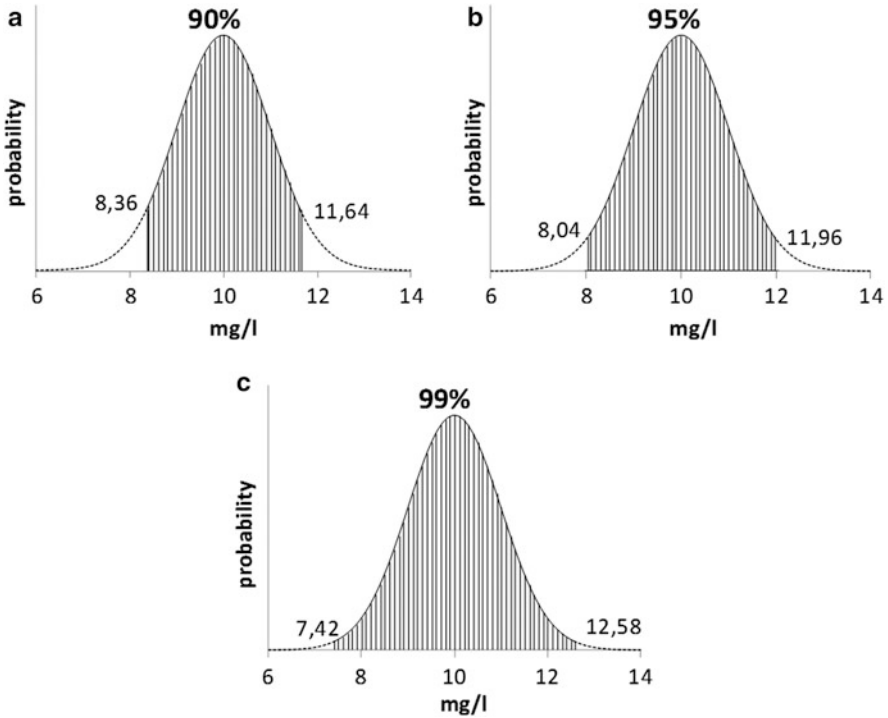 a
90%
probability
8,36
11,64
6 8 10 12 14
mg/l
b
95%
probability
8,04
11,96
6 8 10 12 14
mg/l
c
99%
probability
7,42
12,58
6 8 10 12 14
mg/l